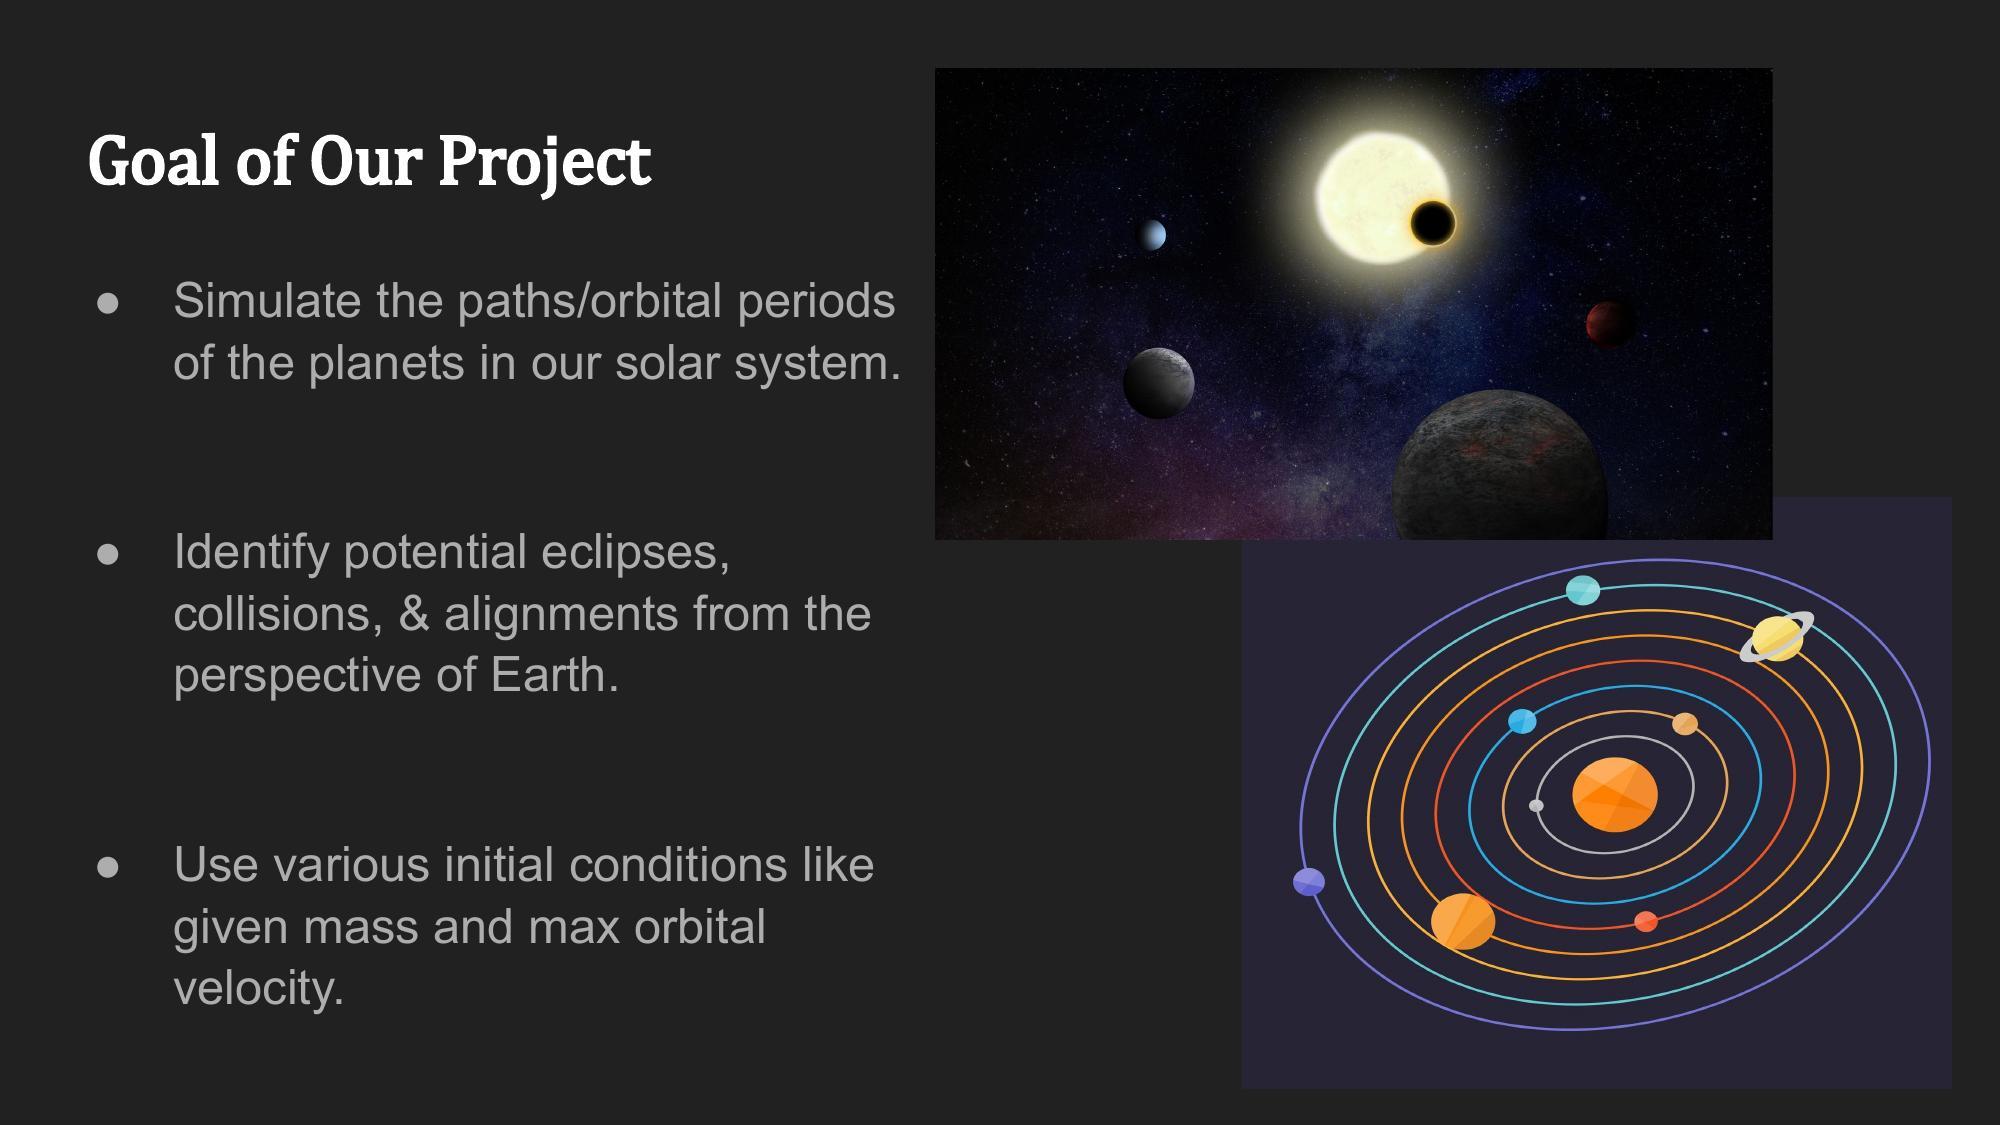 Goal of Our Project
● Simulate the paths/orbital periods
of the planets in our solar system.
● Identify potential eclipses,
collisions, & alignments from the
perspective of Earth.
● Use various initial conditions like
given mass and max orbital
velocity.